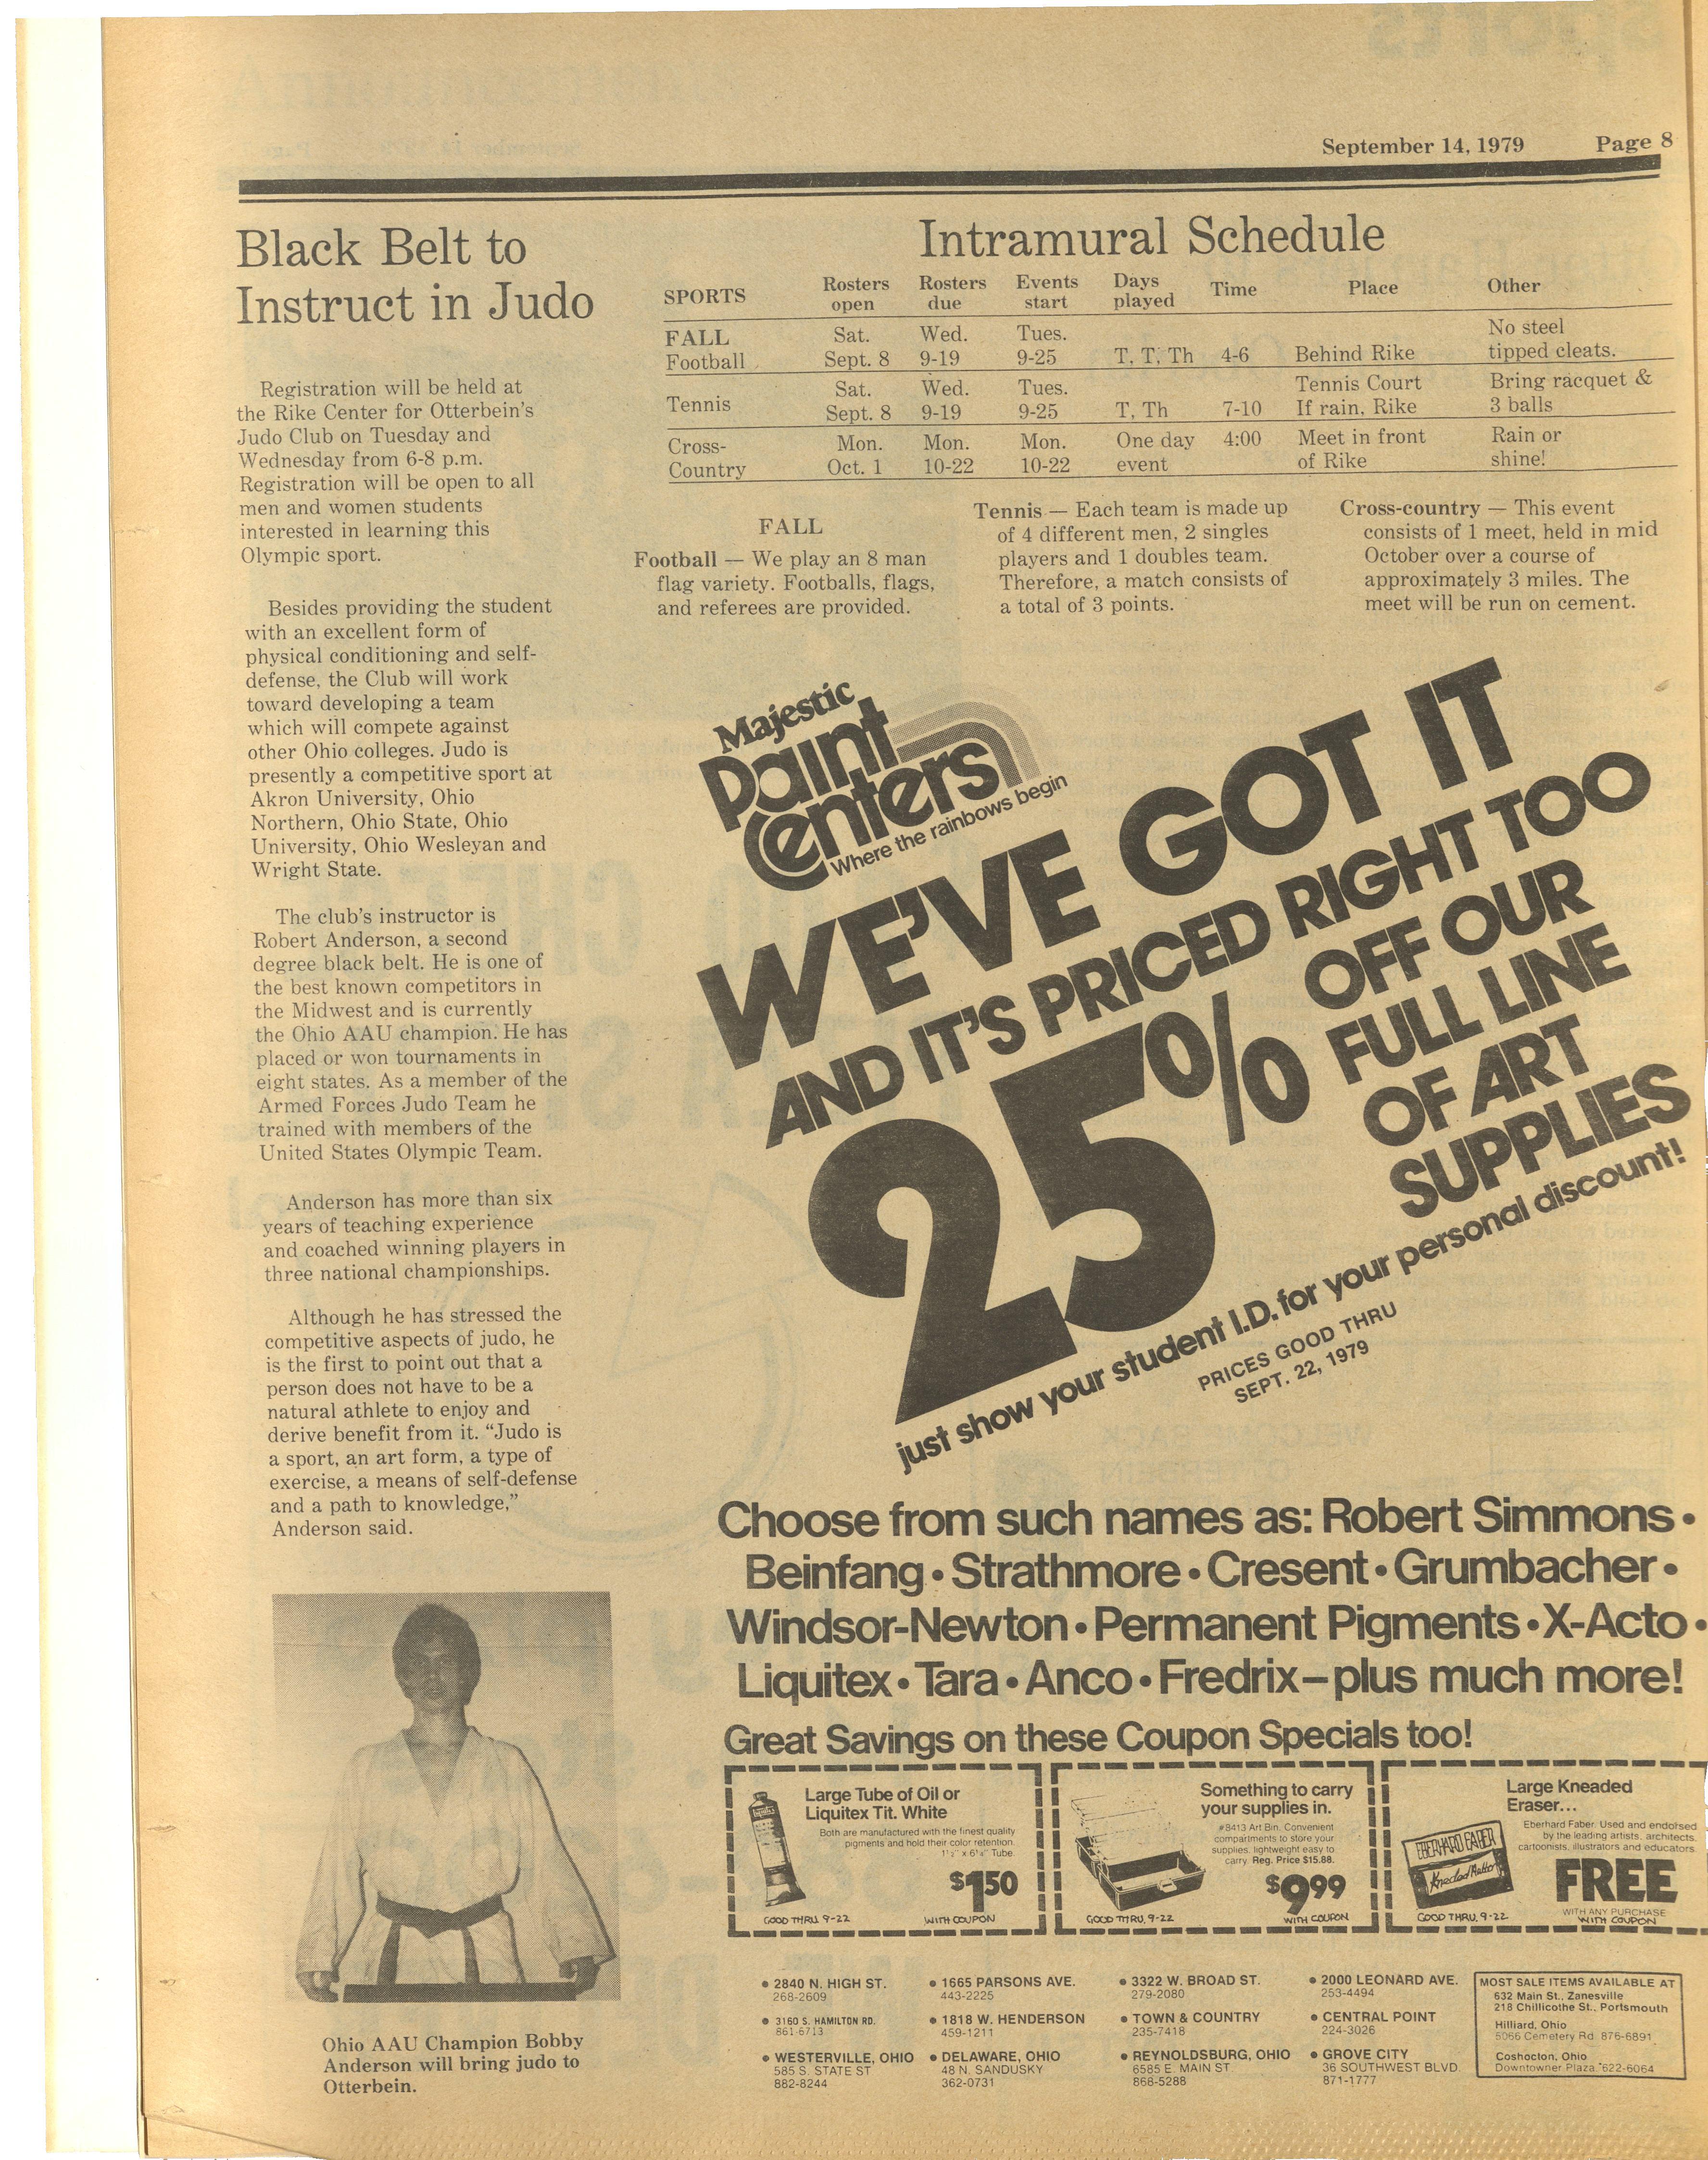 September 14, 1979 Page 8
Black Belt to
Instruct in Judo
Registration will be held at
the Rike Center for Otterbein's
Judo Club on Tuesday and
Wednesday from 6-8 p.m.
Registration will be open to all
men and women students
interested in learning this
Olympic sport.
Besides providing the student
with an excellent form of
physical conditioning and self-
defense, the Club will work
toward developing a team
which will compete against
other Ohio colleges. Judo is
presently a competitive sport at
Akron University, Ohio
Northern, Ohio State, Ohio
University, Ohio Wesleyan and
Wright State.
The club's instructor is
Robert Anderson, a second
degree black belt. He is one of
the best known competitors in
the Midwest and is currently
the Ohio AAU champion. He has
placed or won tournaments in
eight states. As a member of the
Armed Forces Judo Team he
trained with members of the
United States Olympic Team.
Anderson has more than six
years of teaching experience
and coached winning players in
three national championships.
Although he has stressed the
competitive aspects of judo, he
is the first to point out that a
person does not have to be a
natural athlete to enjoy and
derive benefit from it. “Judo is
a sport, an art form, a type of
exercise, a means of self-defense
and a path to knowledge,”
Anderson said.
Ohio AAU Champion Bobby
Anderson will bring judo to
Otterbein.
Intramural Schedule
SPORTS Rosters open Rosters due Events start Days played Time Place Other
FALL Sat. Wed. Tues. No steel
Football Sept. 8 9-19 9-25 T, T, Th 4-6 Behind Rike tipped cleats.
Sat. Wed. Tues. Tennis Court Bring racquet &
Tennis Sept. 8 9-19 9-25 T, Th 7-10 If rain, Rike 3 balls
Cross- Mon. Mon. Mon. One day 4:00 Meet in front Rain or
Country Oct. 1 10-22 10-22 event of Rike shine!
FALL
Football — We play an 8 man
flag variety. Footballs, flags,
and referees are provided.
Tennis — Each team is made up
of 4 different men, 2 singles
players and 1 doubles team.
Therefore, a match consists of
a total of 3 points.
Cross-country — This event
consists of 1 meet, held in mid
October over a course of
approximately 3 miles. The
meet will be run on cement.
Majestic
Paint
Centers
Where the rainbows begin
WE'VE GOT IT
AND IT'S PRICED RIGHT TOO
25%
OFF OUR
FULL LINE
OF ART
SUPPLIES
just show your student I.D. for your personal discount!
PRICES GOOD THRU
SEPT. 22, 1979
Choose from such names as: Robert Simmons •
Beinfang • Strathmore • Cresent • Grumbacher •
Windsor-Newton • Permanent Pigments • X-Acto •
Liquitex • Tara • Anco • Fredrix – plus much more!
Great Savings on these Coupon Specials too!
Large Tube of Oil or
Liquitex Tit. White
Both are manufactured with the finest quality
pigments and hold their color retention.
1½" x 6¼" Tube
$1.50
GOOD THRU 9-22 WITH COUPON
Something to carry
your supplies in.
#8413 Art Bin. Convenient
compartments to store your
supplies, lightweight easy to
carry. Reg. Price $15.88.
$9.99
GOOD THRU, 9-22 WITH COUPON
Large Kneaded
Eraser...
Eberhard Faber. Used and endorsed
by the leading artists, architects,
cartoonists, illustrators and educators.
EBERHARD FABER
FREE
WITH ANY PURCHASE
GOOD THRU, 9-22 WITH COUPON
• 2840 N. HIGH ST.
268-2609
• 3160 S. HAMILTON RD.
861-6713
• WESTERVILLE, OHIO
585 S. STATE ST
882-8244
• 1665 PARSONS AVE.
443-2225
• 1818 W. HENDERSON
459-1211
• DELAWARE, OHIO
48 N. SANDUSKY
362-0731
• 3322 W. BROAD ST.
279-2080
• TOWN & COUNTRY
235-7418
• REYNOLDSBURG, OHIO
6585 E. MAIN ST
868-5288
• 2000 LEONARD AVE.
253-4494
• CENTRAL POINT
224-3026
• GROVE CITY
36 SOUTHWEST BLVD.
871-1777
MOST SALE ITEMS AVAILABLE AT
632 Main St., Zanesville
218 Chillicothe St., Portsmouth
Hilliard, Ohio
5066 Cemetery Rd. 876-6891
Coshocton, Ohio
Downtowner Plaza 622-6064